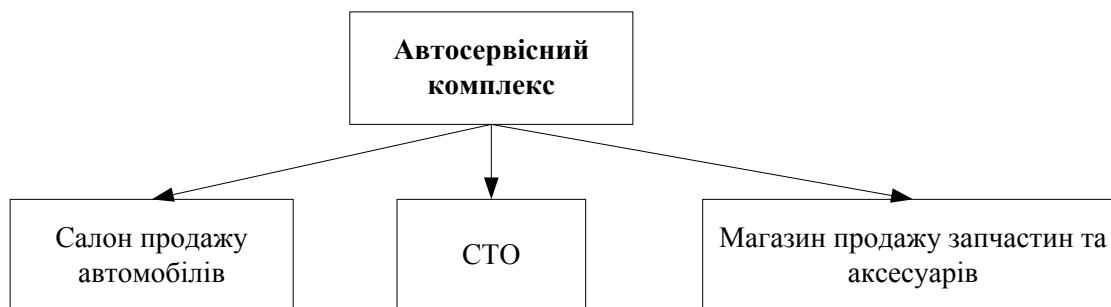 Автосервісний
комплекс
Салон продажу
автомобілів
СТО
Магазин продажу запчастин та
аксесуарів